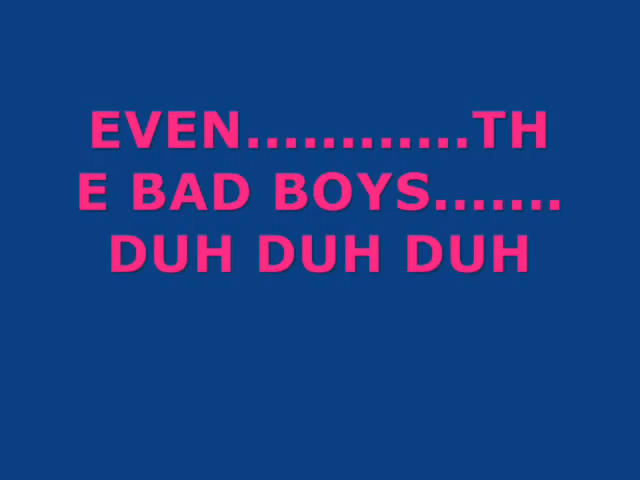 EVEN............TH
E BAD BOYS.......
DUH DUH DUH